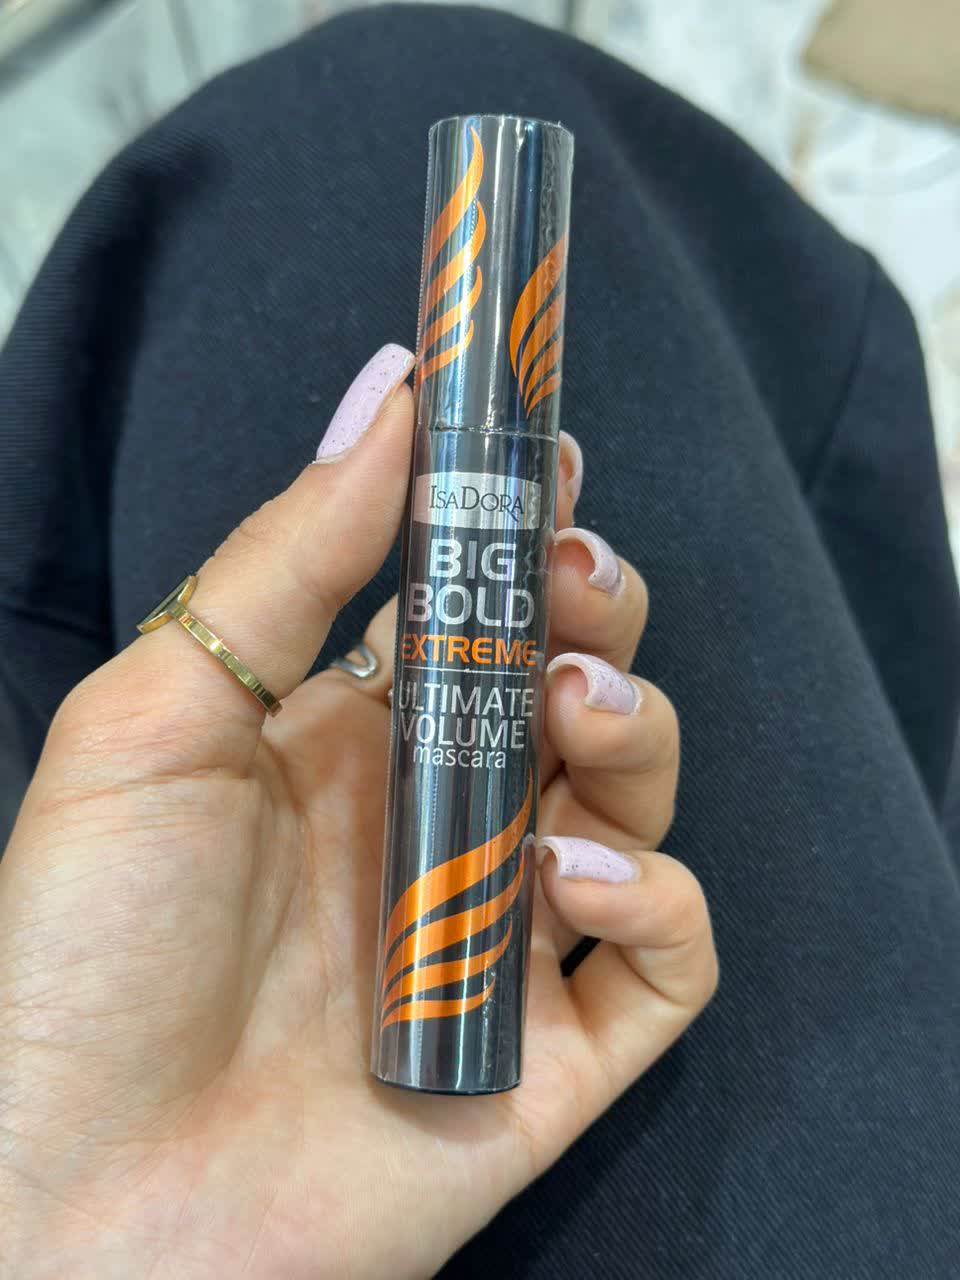 ISADORA
BIG
BOLD
EXTREME
ULTIMATE
VOLUME
mascara